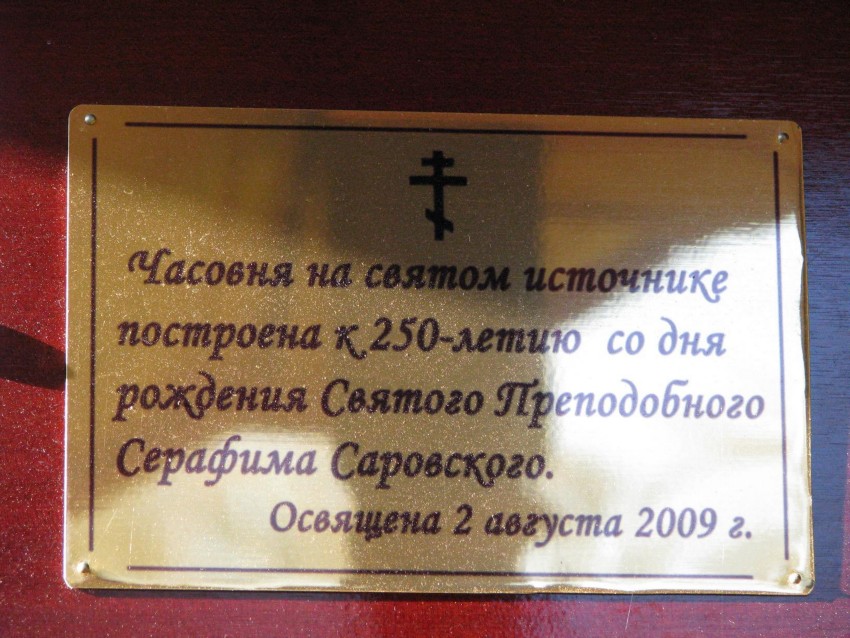 Часовня на святом источнике
построена к 250-летию со дня
рождения Святого Преподобного
Серафима Саровского.
Освящена 2 августа 2009 г.